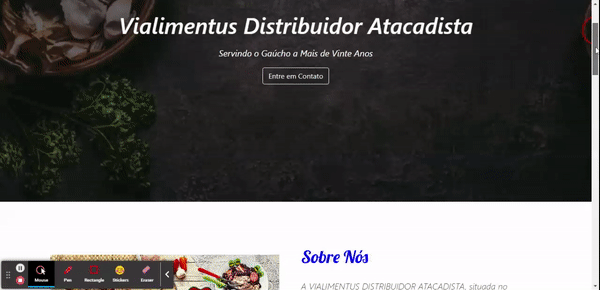 Vialimentus Distribuidor Atacadista
Servindo o Gaúcho a Mais de Vinte Anos
Entre em Contato
Sobre Nós
A VIALIMENTUS DISTRIBUIDOR ATACADISTA, situada no
Mouse
Pen
Rectangle
Stickers
Eraser